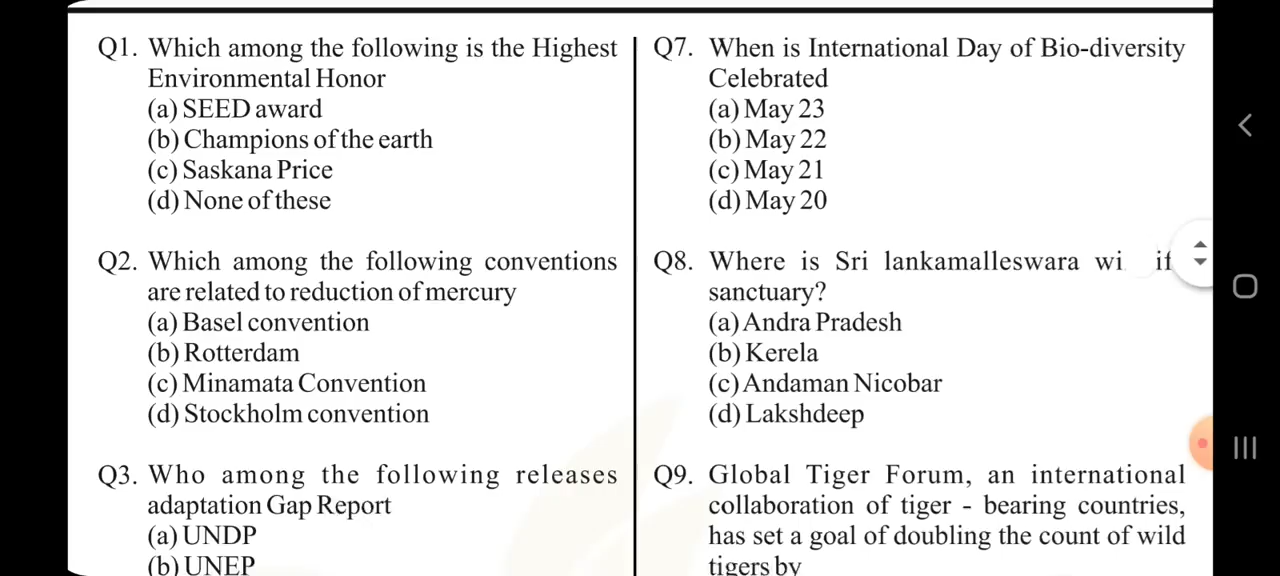 Q1. Which among the following is the Highest
Environmental Honor
(a) SEED award
(b) Champions of the earth
(c) Saskana Price
(d) None of these
Q2. Which among the following conventions
are related to reduction of mercury
(a) Basel convention
(b) Rotterdam
(c) Minamata Convention
(d) Stockholm convention
Q3. Who among the following releases
adaptation Gap Report
(a) UNDP
(b) UNEP
Q7. When is International Day of Bio-diversity
Celebrated
(a) May 23
(b) May 22
(c) May 21
(d) May 20
Q8. Where is Sri lankamalleswara
sanctuary?
(a) Andra Pradesh
(b) Kerela
(c) Andaman Nicobar
(d) Lakshdeep
Q9. Global Tiger Forum, an international
collaboration of tiger - bearing countries,
has set a goal of doubling the count of wild
tigers by